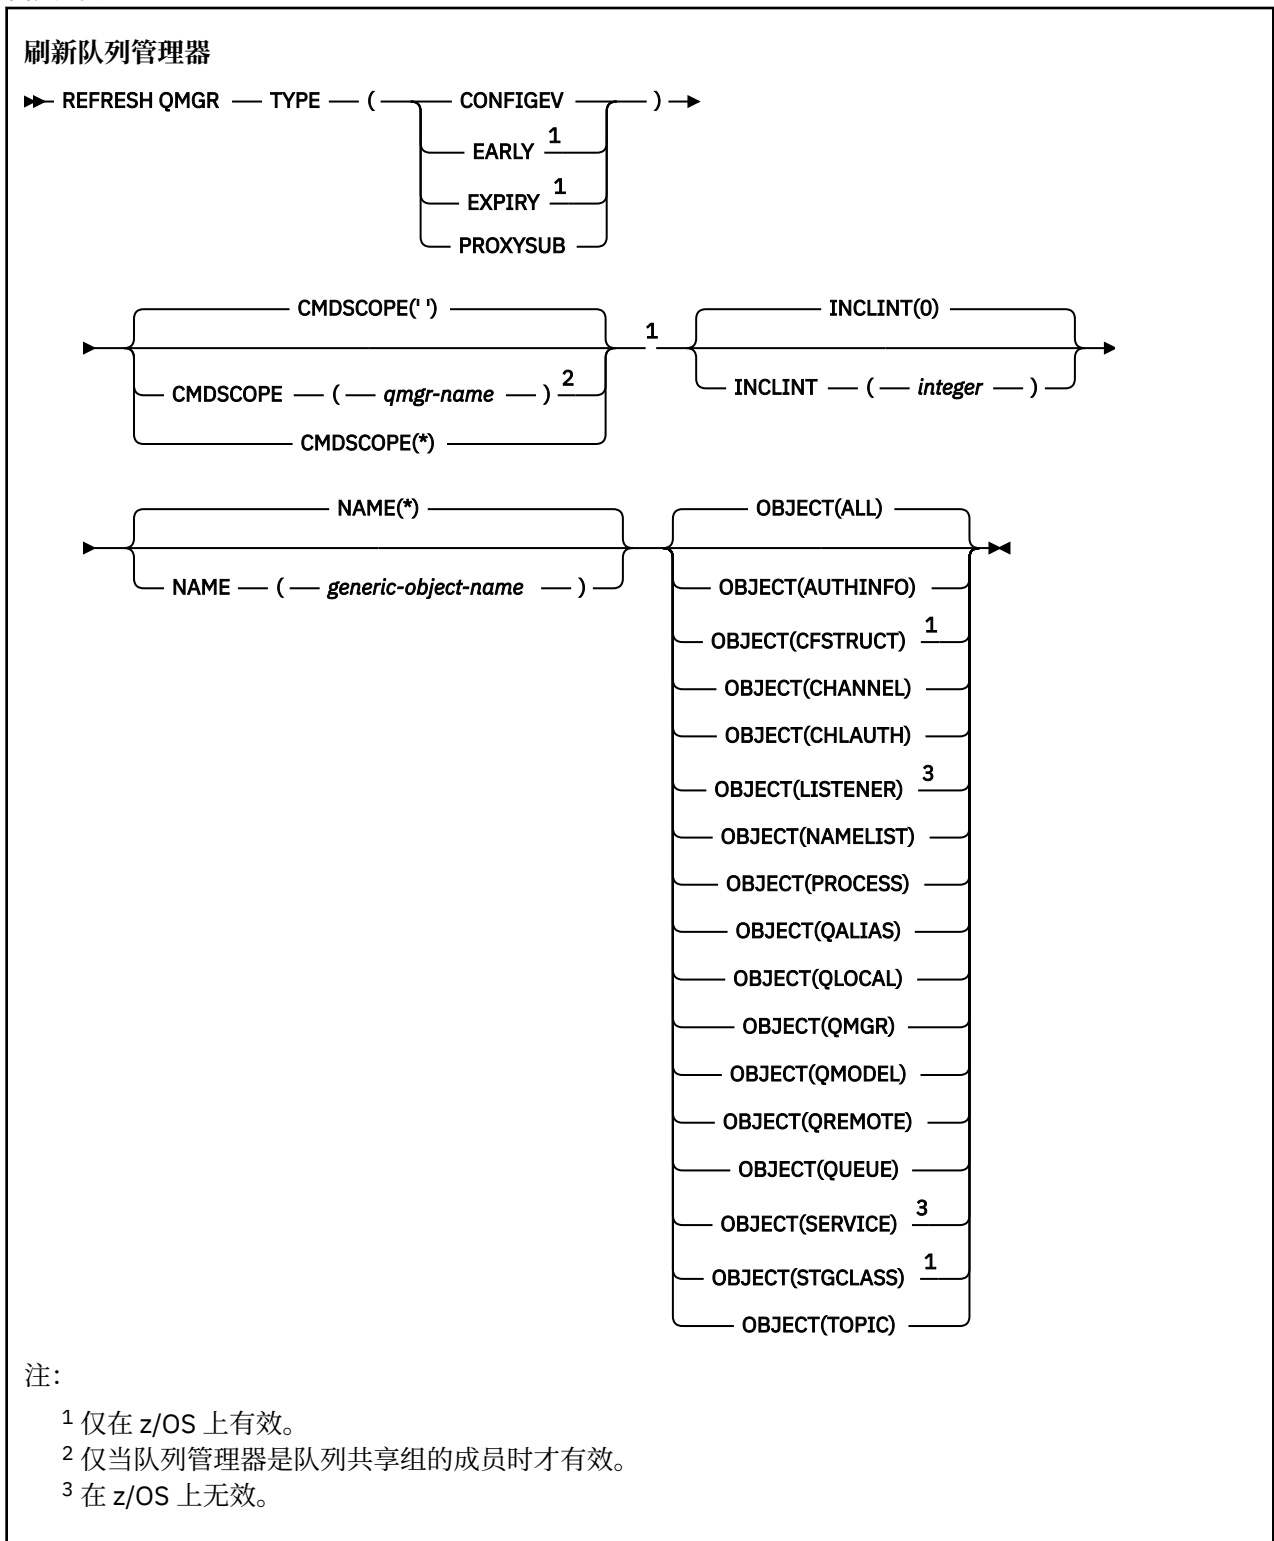 刷新队列管理器
REFRESH QMGR TYPE ( CONFIGEV )
EARLY 1
EXPIRY 1
PROXYSUB
CMDSCOPE(' ') 1 INCLINT(0)
CMDSCOPE ( qmgr-name ) 2 INCLINT ( integer )
CMDSCOPE(*)
NAME(*) OBJECT(ALL)
NAME ( generic-object-name ) OBJECT(AUTHINFO)
OBJECT(CFSTRUCT) 1
OBJECT(CHANNEL)
OBJECT(CHLAUTH)
OBJECT(LISTENER) 3
OBJECT(NAMELIST)
OBJECT(PROCESS)
OBJECT(QALIAS)
OBJECT(QLOCAL)
OBJECT(QMGR)
OBJECT(QMODEL)
OBJECT(QREMOTE)
OBJECT(QUEUE)
OBJECT(SERVICE) 3
OBJECT(STGCLASS) 1
OBJECT(TOPIC)
注：
1 仅在 z/OS 上有效。
2 仅当队列管理器是队列共享组的成员时才有效。
3 在 z/OS 上无效。